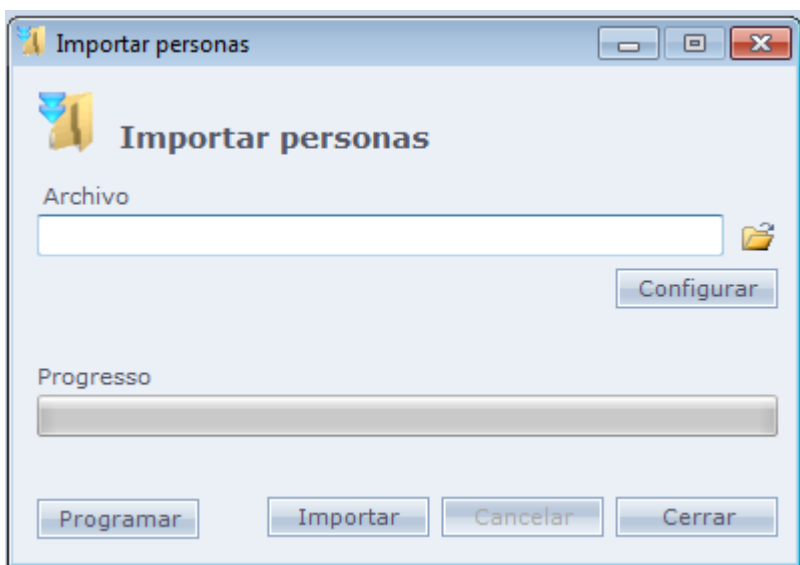 Importar personas
Importar personas
Archivo
Configurar
Progresso
Programar Importar Cancelar Cerrar